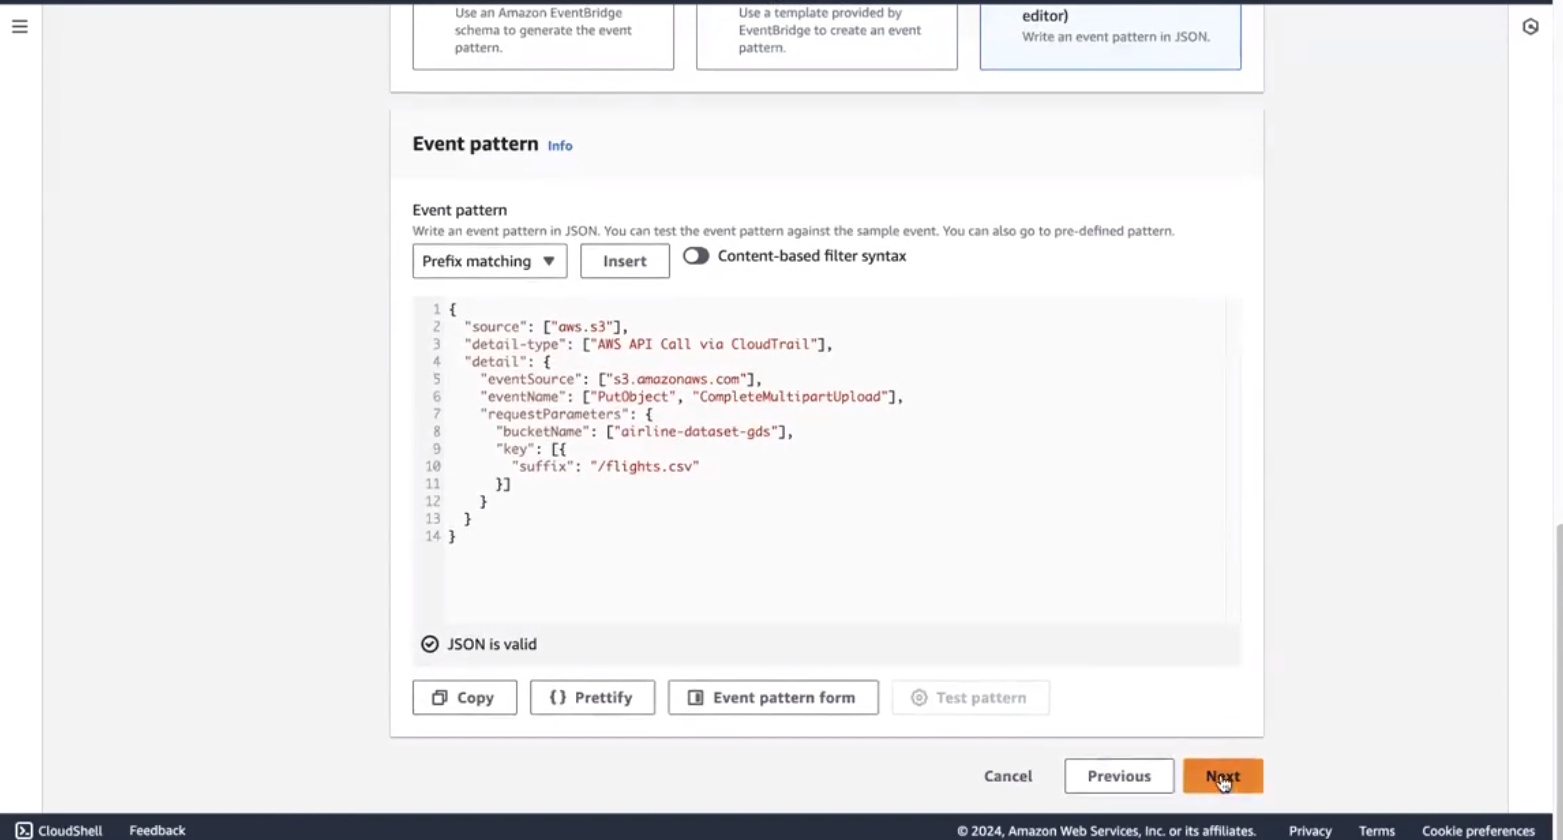 Use an Amazon EventBridge
schema to generate the event
pattern.
Use a template provided by
EventBridge to create an event
pattern.
editor)
Write an event pattern in JSON.
Event pattern Info
Event pattern
Write an event pattern in JSON. You can test the event pattern against the sample event. You can also go to pre-defined pattern.
Prefix matching Insert Content-based filter syntax
1 {
2 "source": ["aws.s3"],
3 "detail-type": ["AWS API Call via CloudTrail"],
4 "detail": {
5 "eventSource": ["s3.amazonaws.com"],
6 "eventName": ["PutObject", "CompleteMultipartUpload"],
7 "requestParameters": {
8 "bucketName": ["airline-dataset-gds"],
9 "key": [{
10 "suffix": "/flights.csv"
11 }]
12 }
13 }
14 }
JSON is valid
Copy {} Prettify Event pattern form Test pattern
Cancel Previous Next
CloudShell Feedback © 2024, Amazon Web Services, Inc. or its affiliates. Privacy Terms Cookie preferences